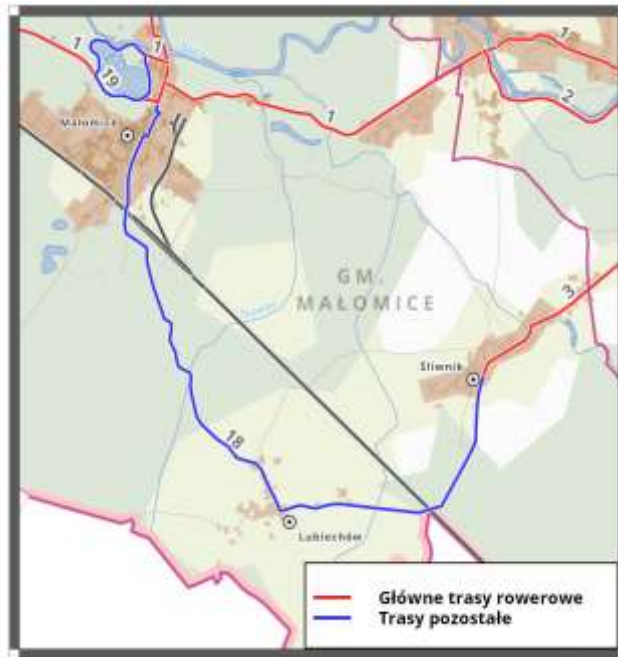 1
1
1
19
1
2
Małomice
GM.
MAŁOMICE
3
Śliwnik
18
Lubiechów
Główne trasy rowerowe
Trasy pozostałe